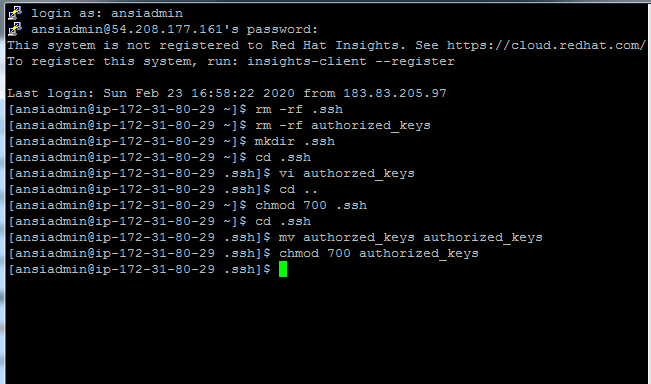 login as: ansiadmin
ansiadmin@54.208.177.161's password:
This system is not registered to Red Hat Insights. See https://cloud.redhat.com/
To register this system, run: insights-client --register
Last login: Sun Feb 23 16:58:22 2020 from 183.83.205.97
[ansiadmin@ip-172-31-80-29 ~]$ rm -rf .ssh
[ansiadmin@ip-172-31-80-29 ~]$ rm -rf authorized_keys
[ansiadmin@ip-172-31-80-29 ~]$ mkdir .ssh
[ansiadmin@ip-172-31-80-29 ~]$ cd .ssh
[ansiadmin@ip-172-31-80-29 .ssh]$ vi authorzed_keys
[ansiadmin@ip-172-31-80-29 .ssh]$ cd ..
[ansiadmin@ip-172-31-80-29 ~]$ chmod 700 .ssh
[ansiadmin@ip-172-31-80-29 ~]$ cd .ssh
[ansiadmin@ip-172-31-80-29 .ssh]$ mv authorzed_keys authorized_keys
[ansiadmin@ip-172-31-80-29 .ssh]$ chmod 700 authorized_keys
[ansiadmin@ip-172-31-80-29 .ssh]$